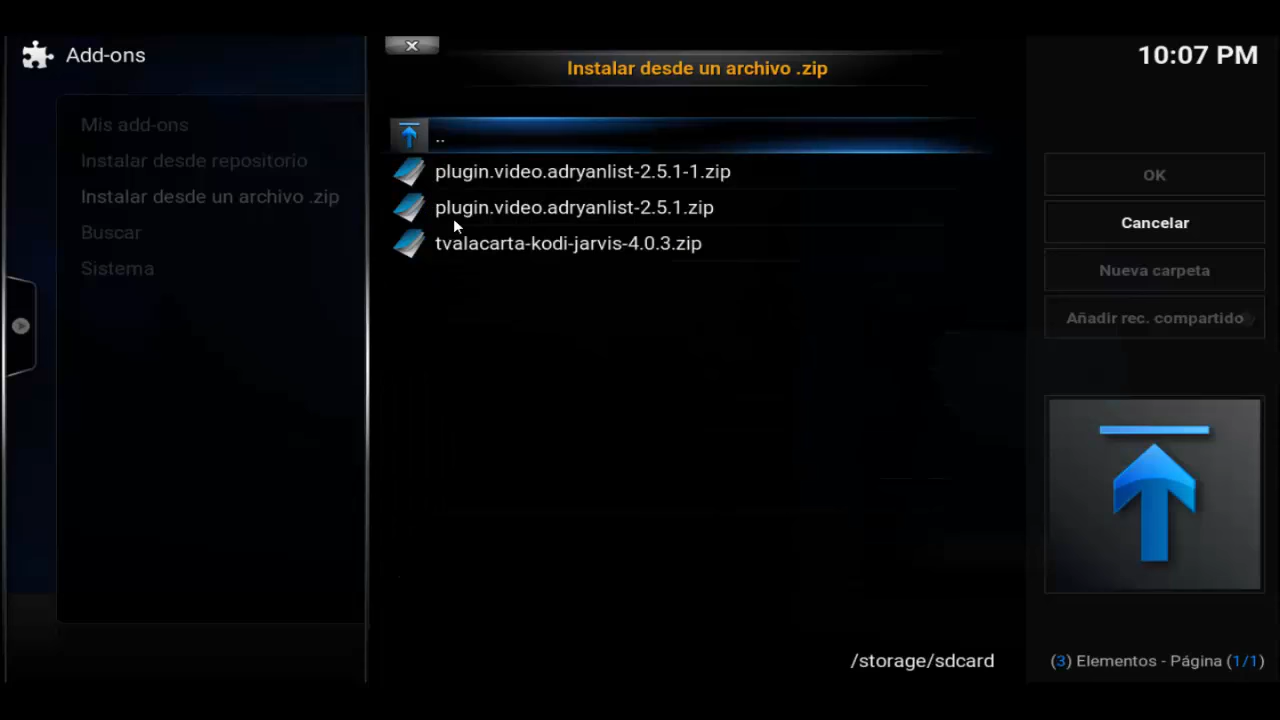 Add-ons
Mis add-ons
Instalar desde repositorio
Instalar desde un archivo .zip
Buscar
Sistema
Instalar desde un archivo .zip
..
plugin.video.adryanlist-2.5.1-1.zip
plugin.video.adryanlist-2.5.1.zip
tvalacarta-kodi-jarvis-4.0.3.zip
/storage/sdcard
10:07 PM
OK
Cancelar
Nueva carpeta
Añadir rec. compartido
(3) Elementos - Página (1/1)